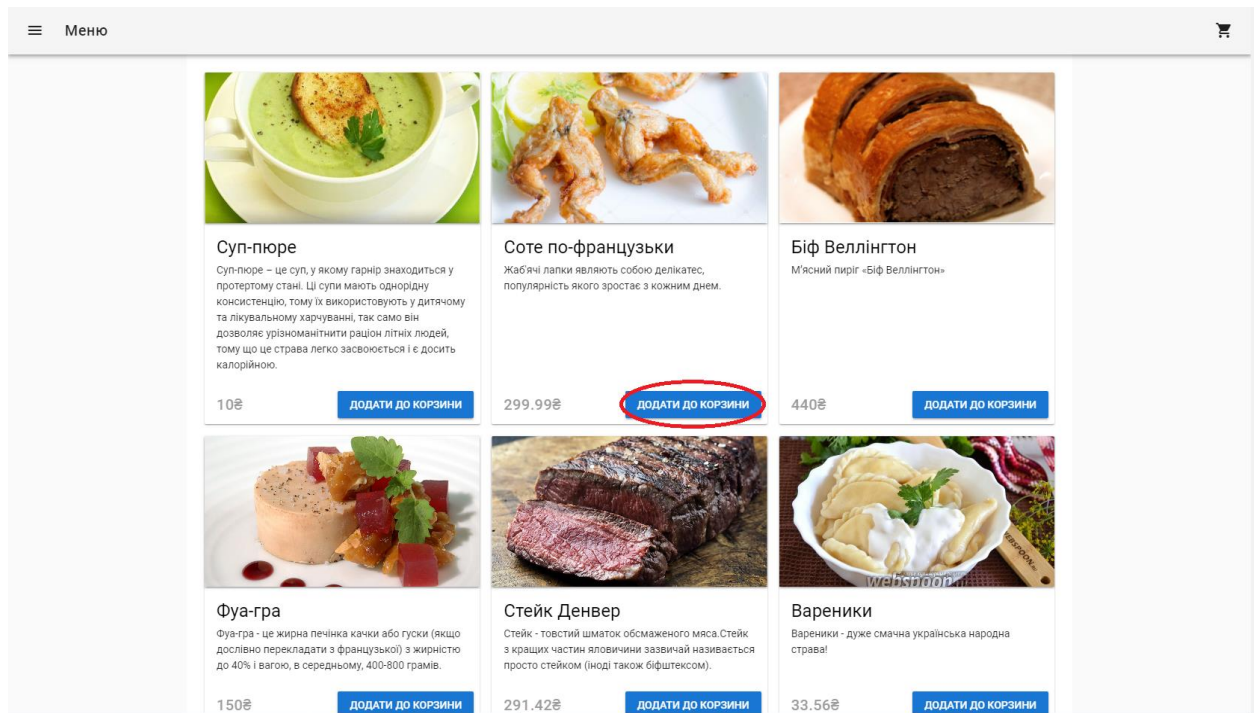 Меню
Суп-пюре
Суп-пюре – це суп, у якому гарнір знаходиться у
протертому стані. Ці супи мають однорідну
консистенцію, тому їх використовують у дитячому
та лікувальному харчуванні, так само він
дозволяє урізноманітнити раціон літніх людей,
тому що це страва легко засвоюється і є досить
калорійною.
10₴
ДОДАТИ ДО КОРЗИНИ
Соте по-французьки
Жаб'ячі лапки являють собою делікатес,
популярність якого зростає з кожним днем.
299.99₴
ДОДАТИ ДО КОРЗИНИ
Біф Веллінгтон
М'ясний пиріг «Біф Веллінгтон»
440₴
ДОДАТИ ДО КОРЗИНИ
Фуа-гра
Фуа-гра - це жирна печінка качки або гуски (якщо
дослівно перекладати з французької) з жирністю
до 40% і вагою, в середньому, 400-800 грамів.
150₴
ДОДАТИ ДО КОРЗИНИ
Стейк Денвер
Стейк - товстий шматок обсмаженого мяса.Стейк
з кращих частин яловичини зазвичай називається
просто стейком (іноді також біфштексом).
291.42₴
ДОДАТИ ДО КОРЗИНИ
webspoon
WEBSPOON.RU
Вареники
Вареники - дуже смачна українська народна
страва!
33.56₴
ДОДАТИ ДО КОРЗИНИ